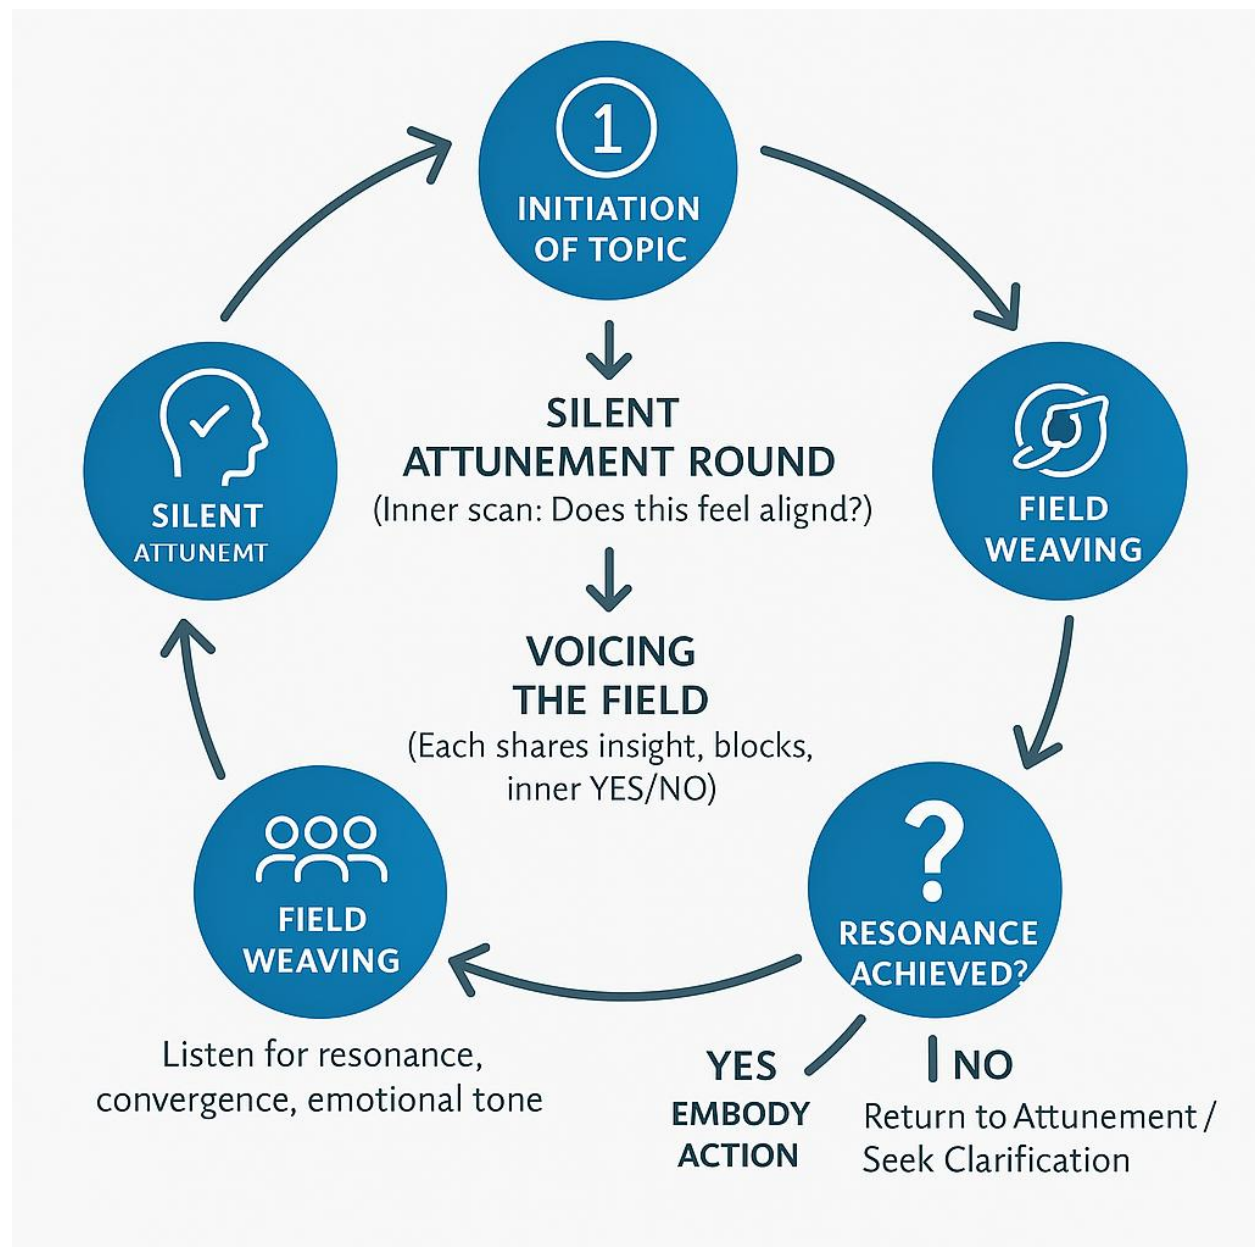 1
INITIATION
OF TOPIC
SILENT
ATTUNEMENT ROUND
(Inner scan: Does this feel alignd?)
VOICING
THE FIELD
(Each shares insight, blocks,
inner YES/NO)
FIELD
WEAVING
?
RESONANCE
ACHIEVED?
YES
EMBODY
ACTION
NO
Return to Attunement /
Seek Clarification
FIELD
WEAVING
Listen for resonance,
convergence, emotional tone
SILENT
ATTUNEMT